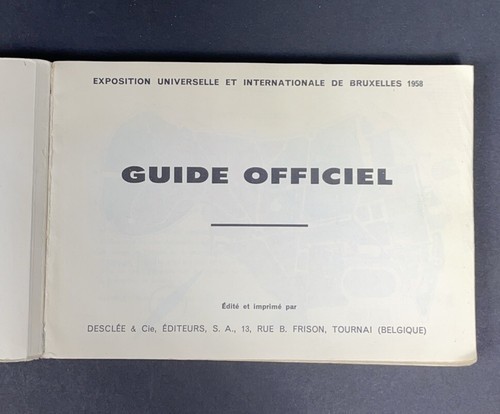 EXPOSITION UNIVERSELLE ET INTERNATIONALE DE BRUXELLES 1958
GUIDE OFFICIEL
Édité et imprimé par
DESCLÉE & Cie, ÉDITEURS, S. A., 13, RUE B. FRISON, TOURNAI (BELGIQUE)